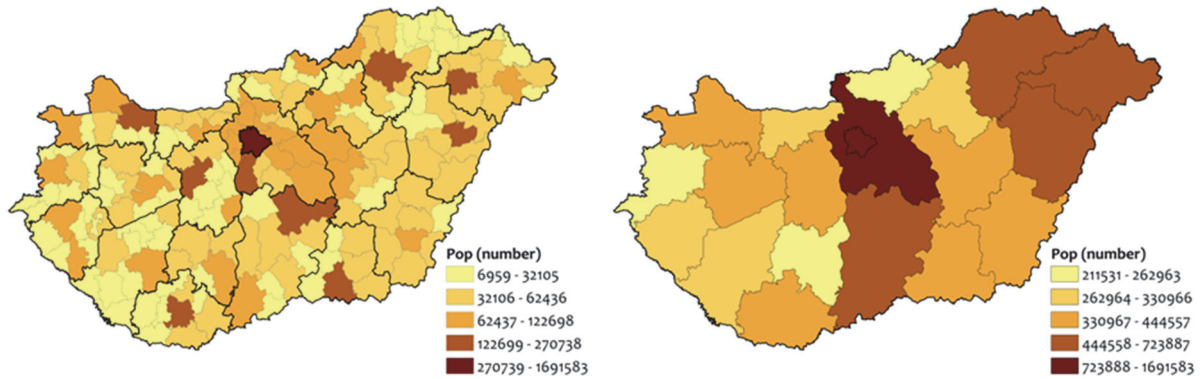 Pop (number)
6959 - 32105
32106 - 62436
62437 - 122698
122699 - 270738
270739 - 1691583
Pop (number)
211531 - 262963
262964 - 330966
330967 - 444557
444558 - 723887
723888 - 1691583